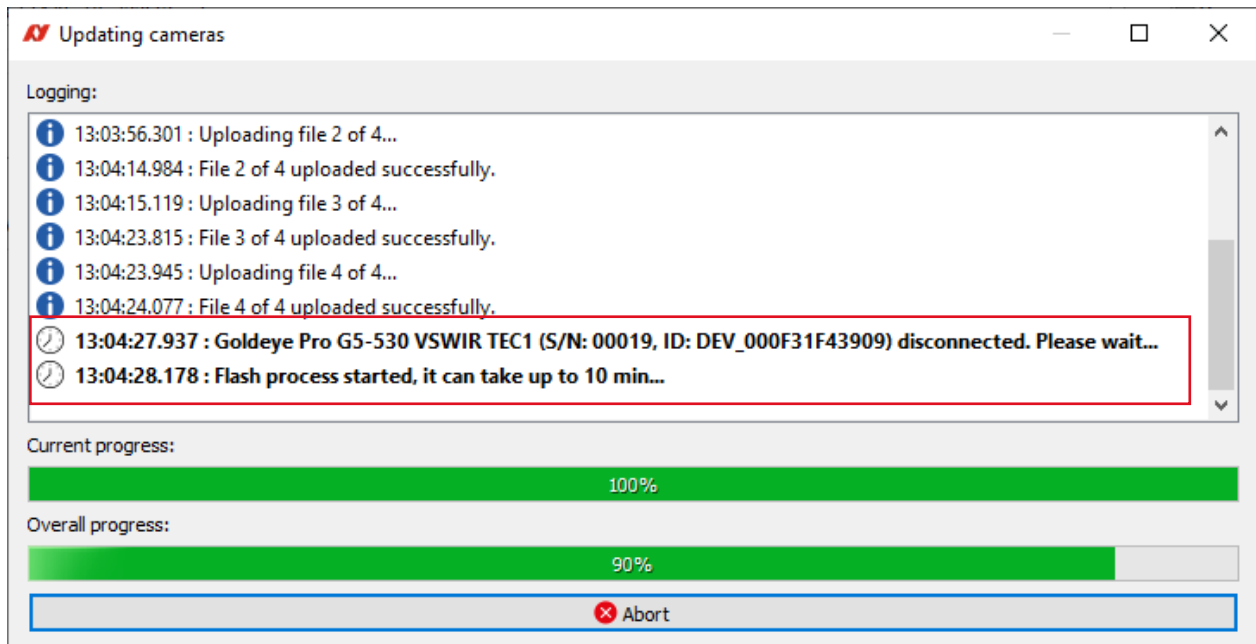 Updating cameras
Logging:
13:03:56.301 : Uploading file 2 of 4...
13:04:14.984 : File 2 of 4 uploaded successfully.
13:04:15.119 : Uploading file 3 of 4...
13:04:23.815 : File 3 of 4 uploaded successfully.
13:04:23.945 : Uploading file 4 of 4...
13:04:24.077 : File 4 of 4 uploaded successfully.
13:04:27.937 : Goldeye Pro G5-530 VSWIR TEC1 (S/N: 00019, ID: DEV_000F31F43909) disconnected. Please wait...
13:04:28.178 : Flash process started, it can take up to 10 min...
Current progress:
100%
Overall progress:
90%
Abort